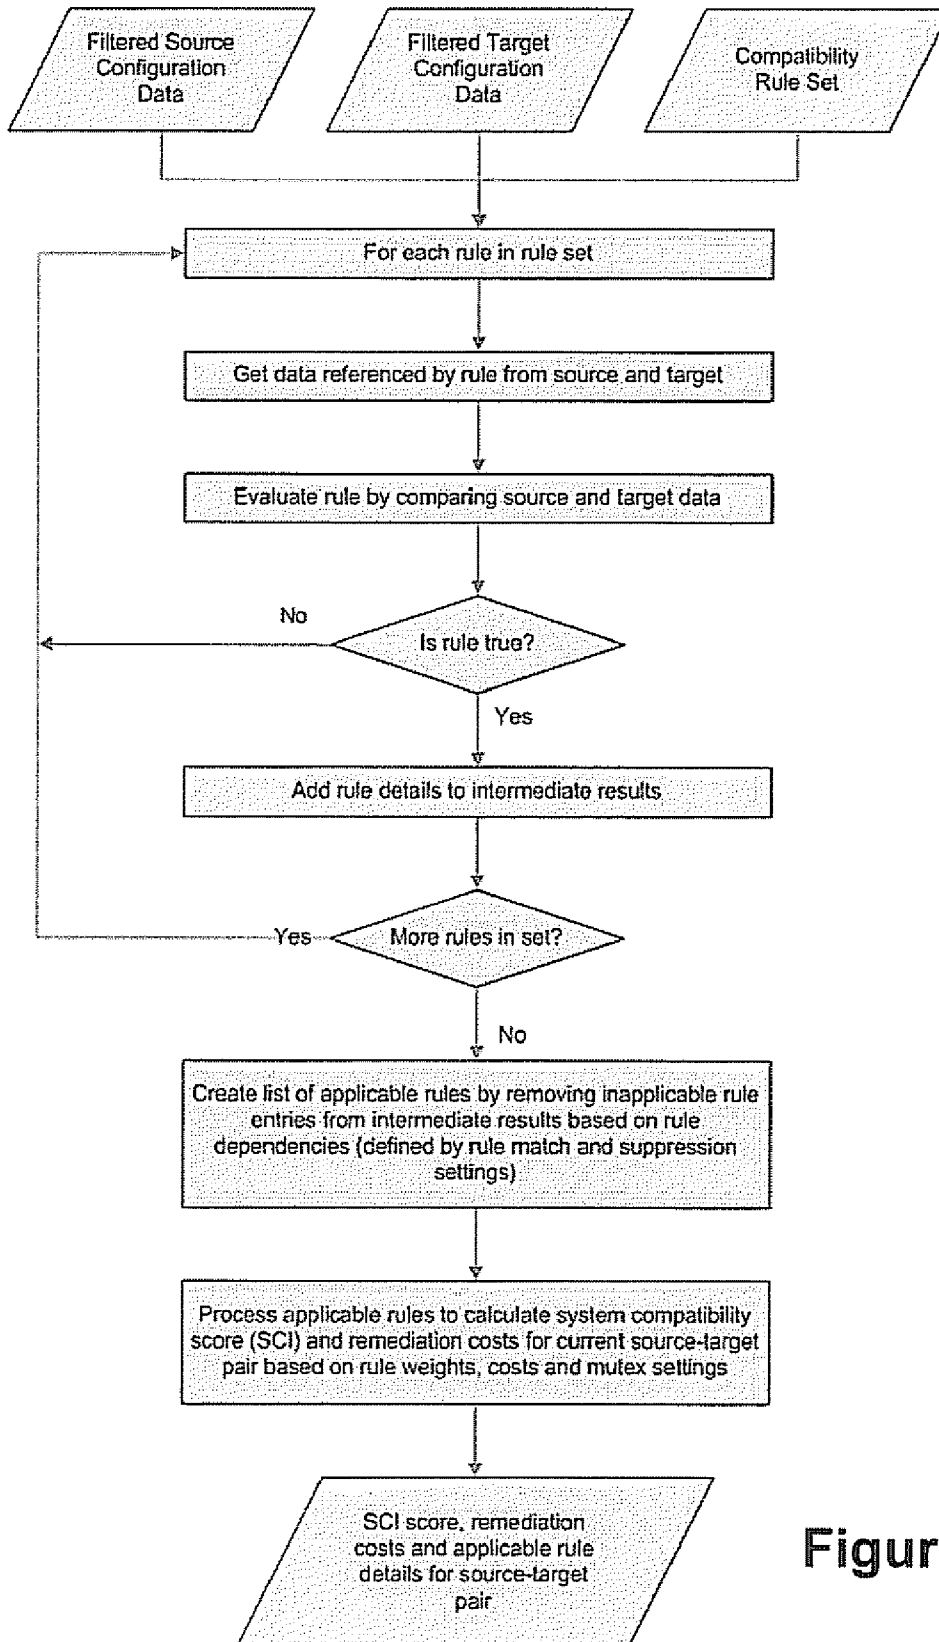 Filtered Source
Configuration
Data
Filtered Target
Configuration
Data
Compatibility
Rule Set
For each rule in rule set
Get data referenced by rule from source and target
Evaluate rule by comparing source and target data
No
Is rule true?
Yes
Add rule details to intermediate results
Yes
More rules in set?
No
Create list of applicable rules by removing inapplicable rule
entries from intermediate results based on rule
dependencies (defined by rule match and suppression
settings)
Process applicable rules to calculate system compatibility
score (SCI) and remediation costs for current source-target
pair based on rule weights, costs and mutex settings
SCI score, remediation
costs and applicable rule
details for source-target
pair
Figur